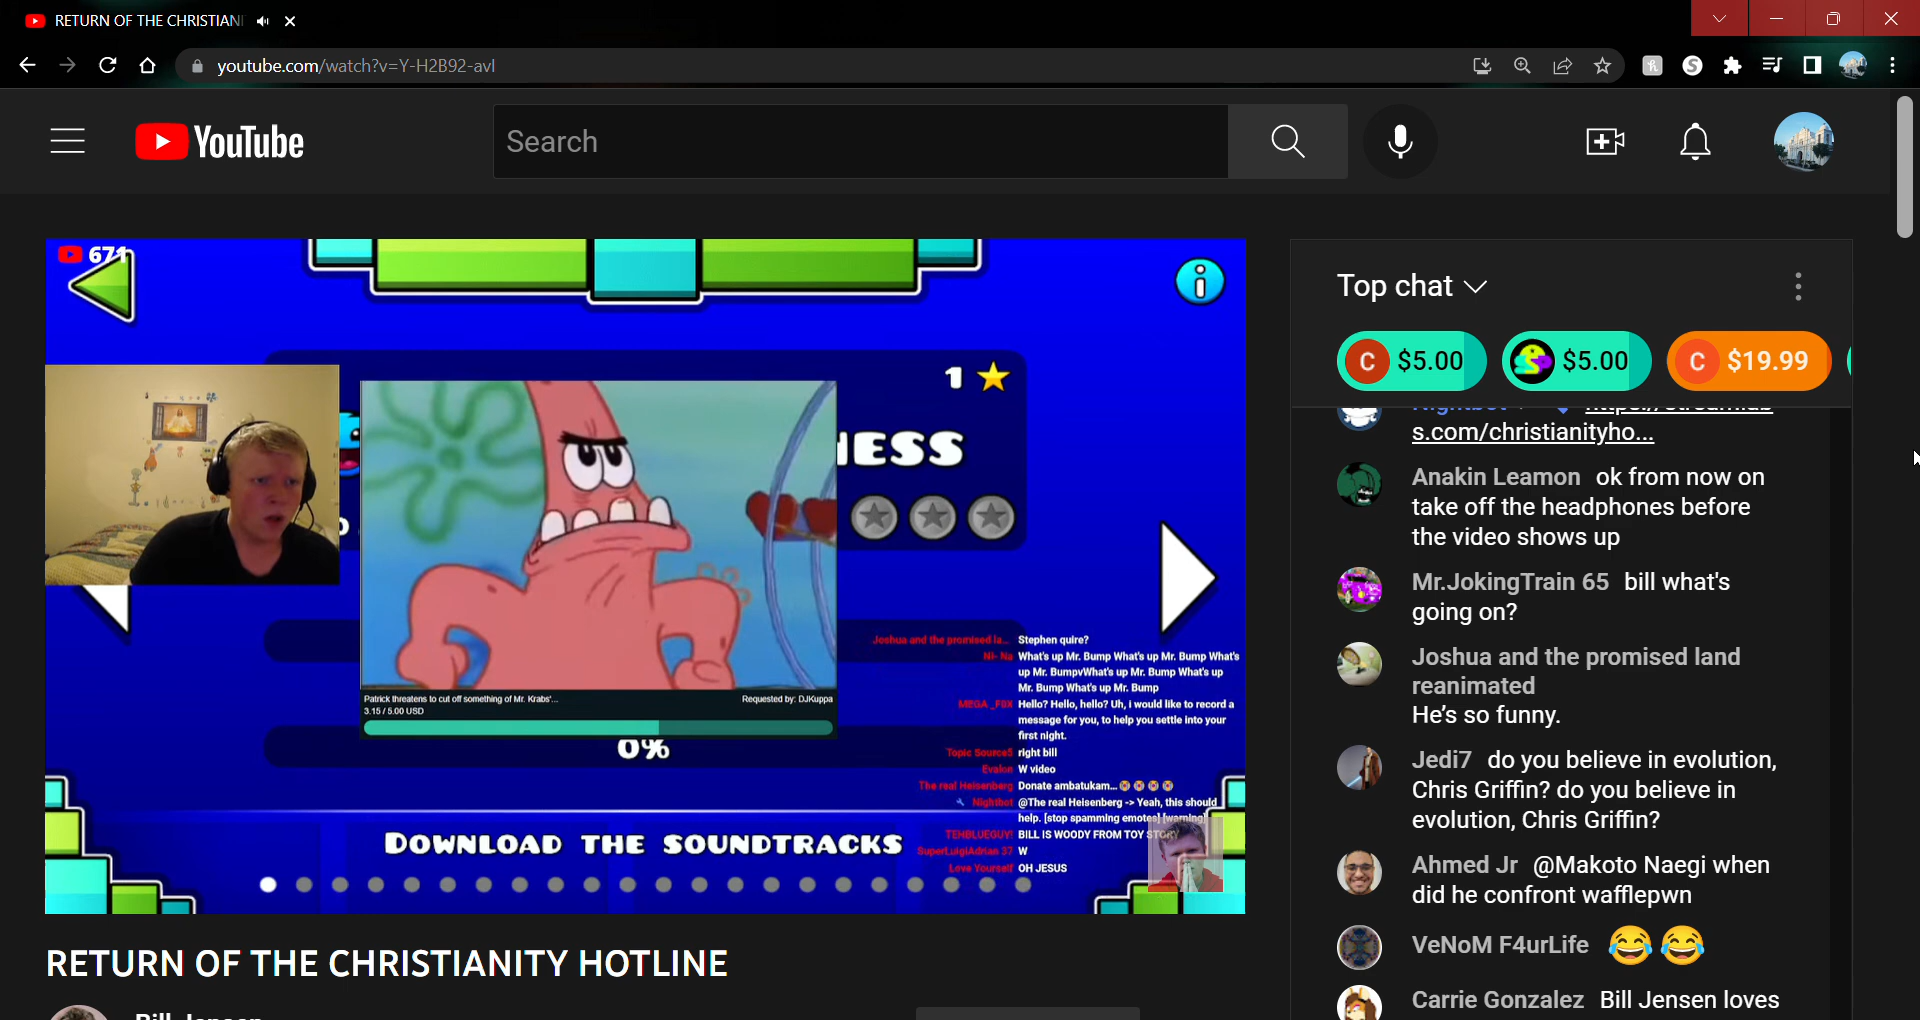 RETURN OF THE CHRISTIAN
youtube.com/watch?v=Y-H2B92-avI
YouTube
Search
671
1
NESS
0%
Patrick threatens to cut off something of Mr. Krabs'...
Requested by: DJKuppa
3.15 / 5.00 USD
Joshua and the promised la... Stephen quire?
Ni- Na What's up Mr. Bump What's up Mr. Bump What's
up Mr. BumpvWhat's up Mr. Bump What's up
Mr. Bump What's up Mr. Bump
MEGA _F0X Hello? Hello, hello? Uh, i would like to record a
message for you, to help you settle into your
first night.
Topic Source5 right bill
Evalon W video
The real Heisenberg Donate ambatukam...
Nightbot @The real Heisenberg -> Yeah, this should
help. [stop spamming emotes] [warning]
TEHBLUEGUY! BILL IS WOODY FROM TOY STORY
SuperLuigiAdrian 37 W
Love Yourself OH JESUS
Download the soundtracks
RETURN OF THE CHRISTIANITY HOTLINE
Bill Jensen
Top chat
C $5.00
$5.00
C $19.99
Nightbot https://streamlab
s.com/christianityho...
Anakin Leamon ok from now on
take off the headphones before
the video shows up
Mr.JokingTrain 65 bill what's
going on?
Joshua and the promised land
reanimated
He's so funny.
Jedi7 do you believe in evolution,
Chris Griffin? do you believe in
evolution, Chris Griffin?
Ahmed Jr @Makoto Naegi when
did he confront wafflepwn
VeNoM F4urLife
Carrie Gonzalez Bill Jensen loves